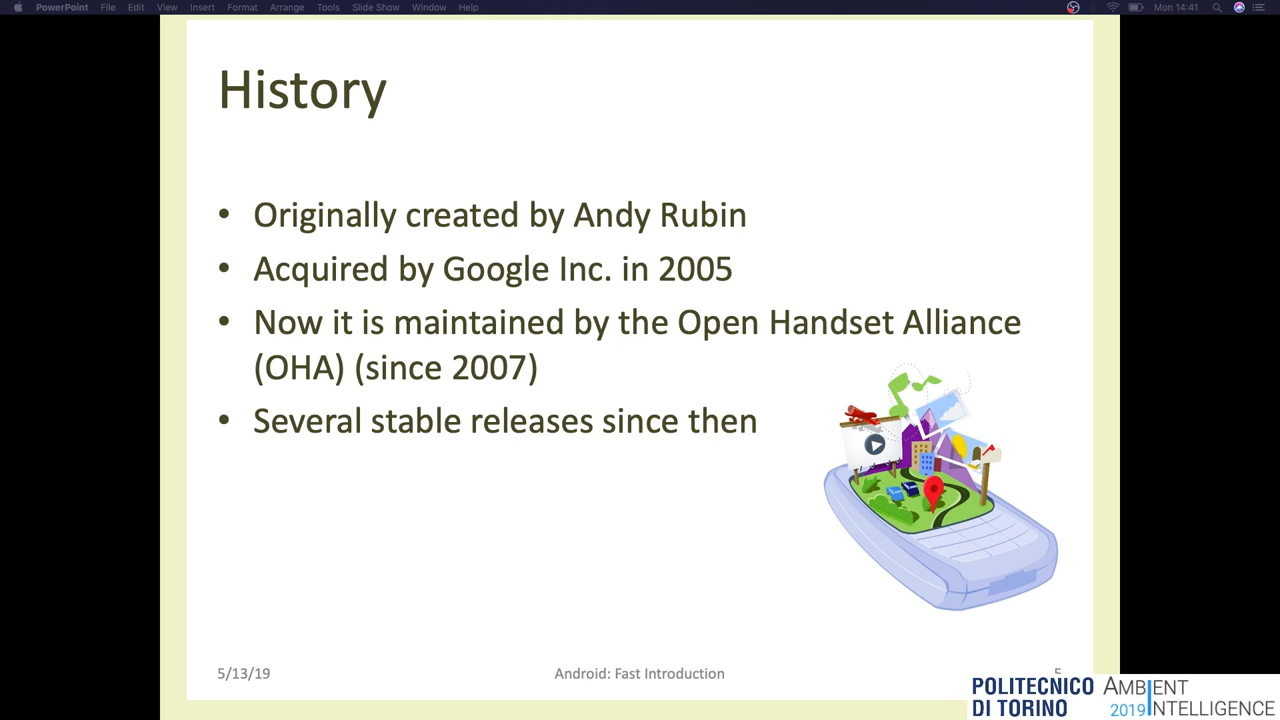 PowerPoint File Edit View Insert Format Arrange Tools Slide Show Window Help Mon 14:41
History
• Originally created by Andy Rubin
• Acquired by Google Inc. in 2005
• Now it is maintained by the Open Handset Alliance
(OHA) (since 2007)
• Several stable releases since then
5/13/19 Android: Fast Introduction 5
POLITECNICO
DI TORINO
AMBIENT
2019 INTELLIGENCE